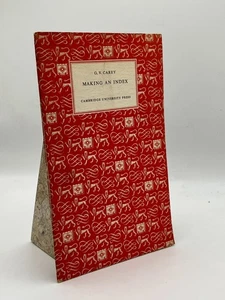 G. V. CAREY
MAKING AN INDEX
CAMBRIDGE UNIVERSITY PRESS